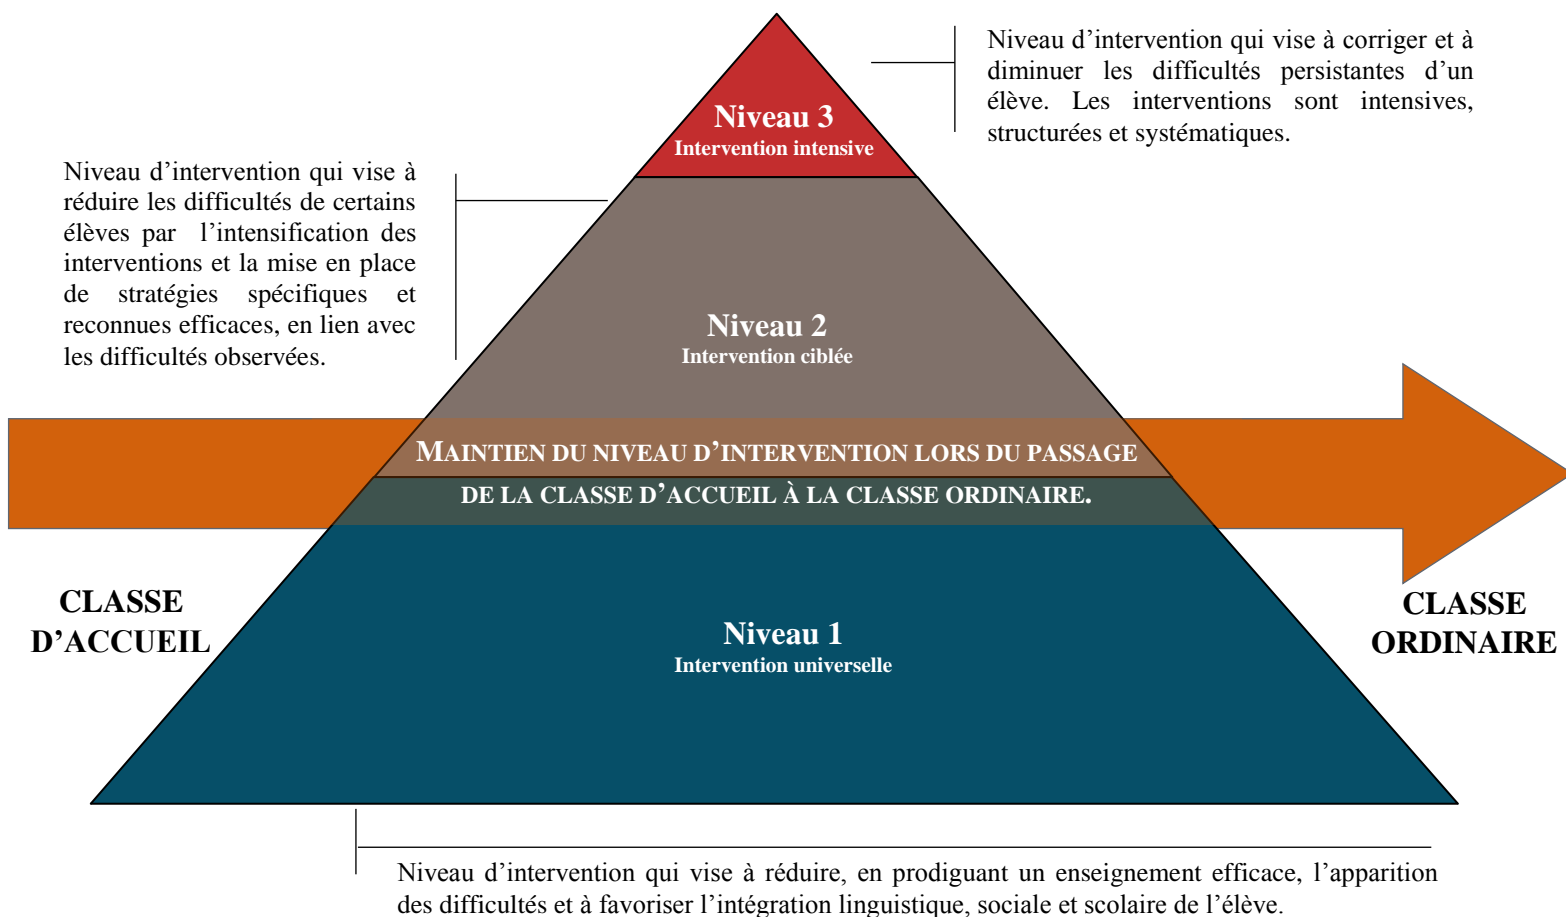 Niveau d’intervention qui vise à corriger et à
diminuer les difficultés persistantes d’un
élève. Les interventions sont intensives,
structurées et systématiques.
Niveau 3
Intervention intensive
Niveau d’intervention qui vise à
réduire les difficultés de certains
élèves par l’intensification des
interventions et la mise en place
de stratégies spécifiques et
reconnues efficaces, en lien avec
les difficultés observées.
Niveau 2
Intervention ciblée
MAINTIEN DU NIVEAU D’INTERVENTION LORS DU PASSAGE
DE LA CLASSE D’ACCUEIL À LA CLASSE ORDINAIRE.
CLASSE
D’ACCUEIL
Niveau 1
Intervention universelle
CLASSE
ORDINAIRE
Niveau d’intervention qui vise à réduire, en prodiguant un enseignement efficace, l’apparition
des difficultés et à favoriser l’intégration linguistique, sociale et scolaire de l’élève.